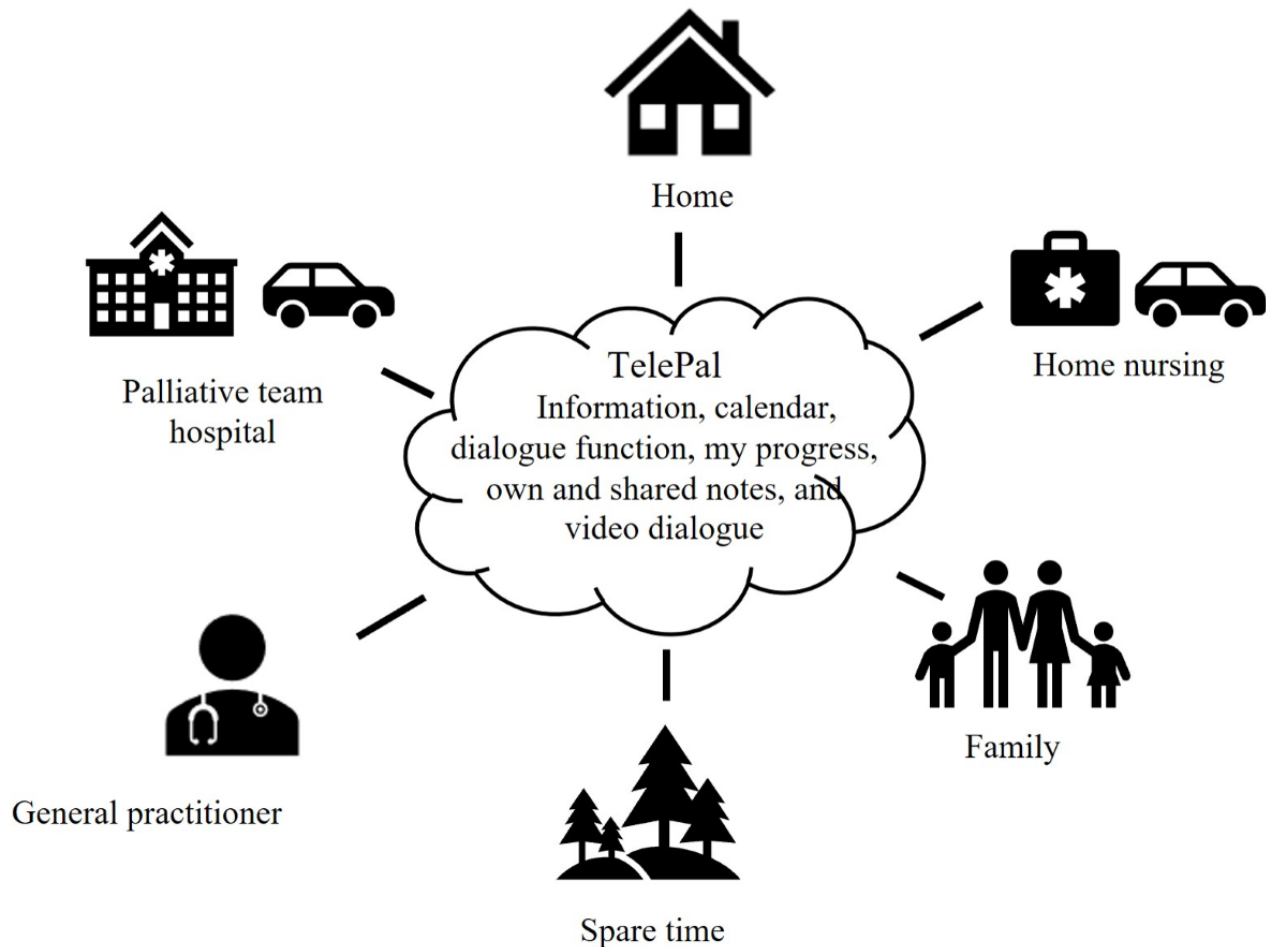 Home
Palliative team
hospital
Home nursing
TelePal
Information, calendar,
dialogue function, my progress,
own and shared notes, and
video dialogue
General practitioner
Family
Spare time